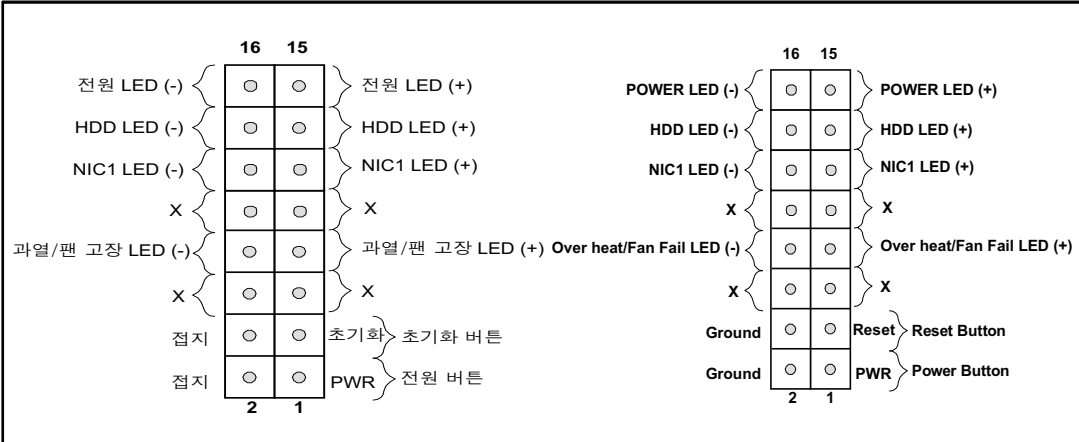 16 15
전원 LED (-) 전원 LED (+)
HDD LED (-) HDD LED (+)
NIC1 LED (-) NIC1 LED (+)
X X
과열/팬 고장 LED (-) 과열/팬 고장 LED (+)
X X
접지 초기화 초기화 버튼
접지 PWR 전원 버튼
2 1
16 15
POWER LED (-) POWER LED (+)
HDD LED (-) HDD LED (+)
NIC1 LED (-) NIC1 LED (+)
X X
Over heat/Fan Fail LED (-) Over heat/Fan Fail LED (+)
X X
Ground Reset Reset Button
Ground PWR Power Button
2 1